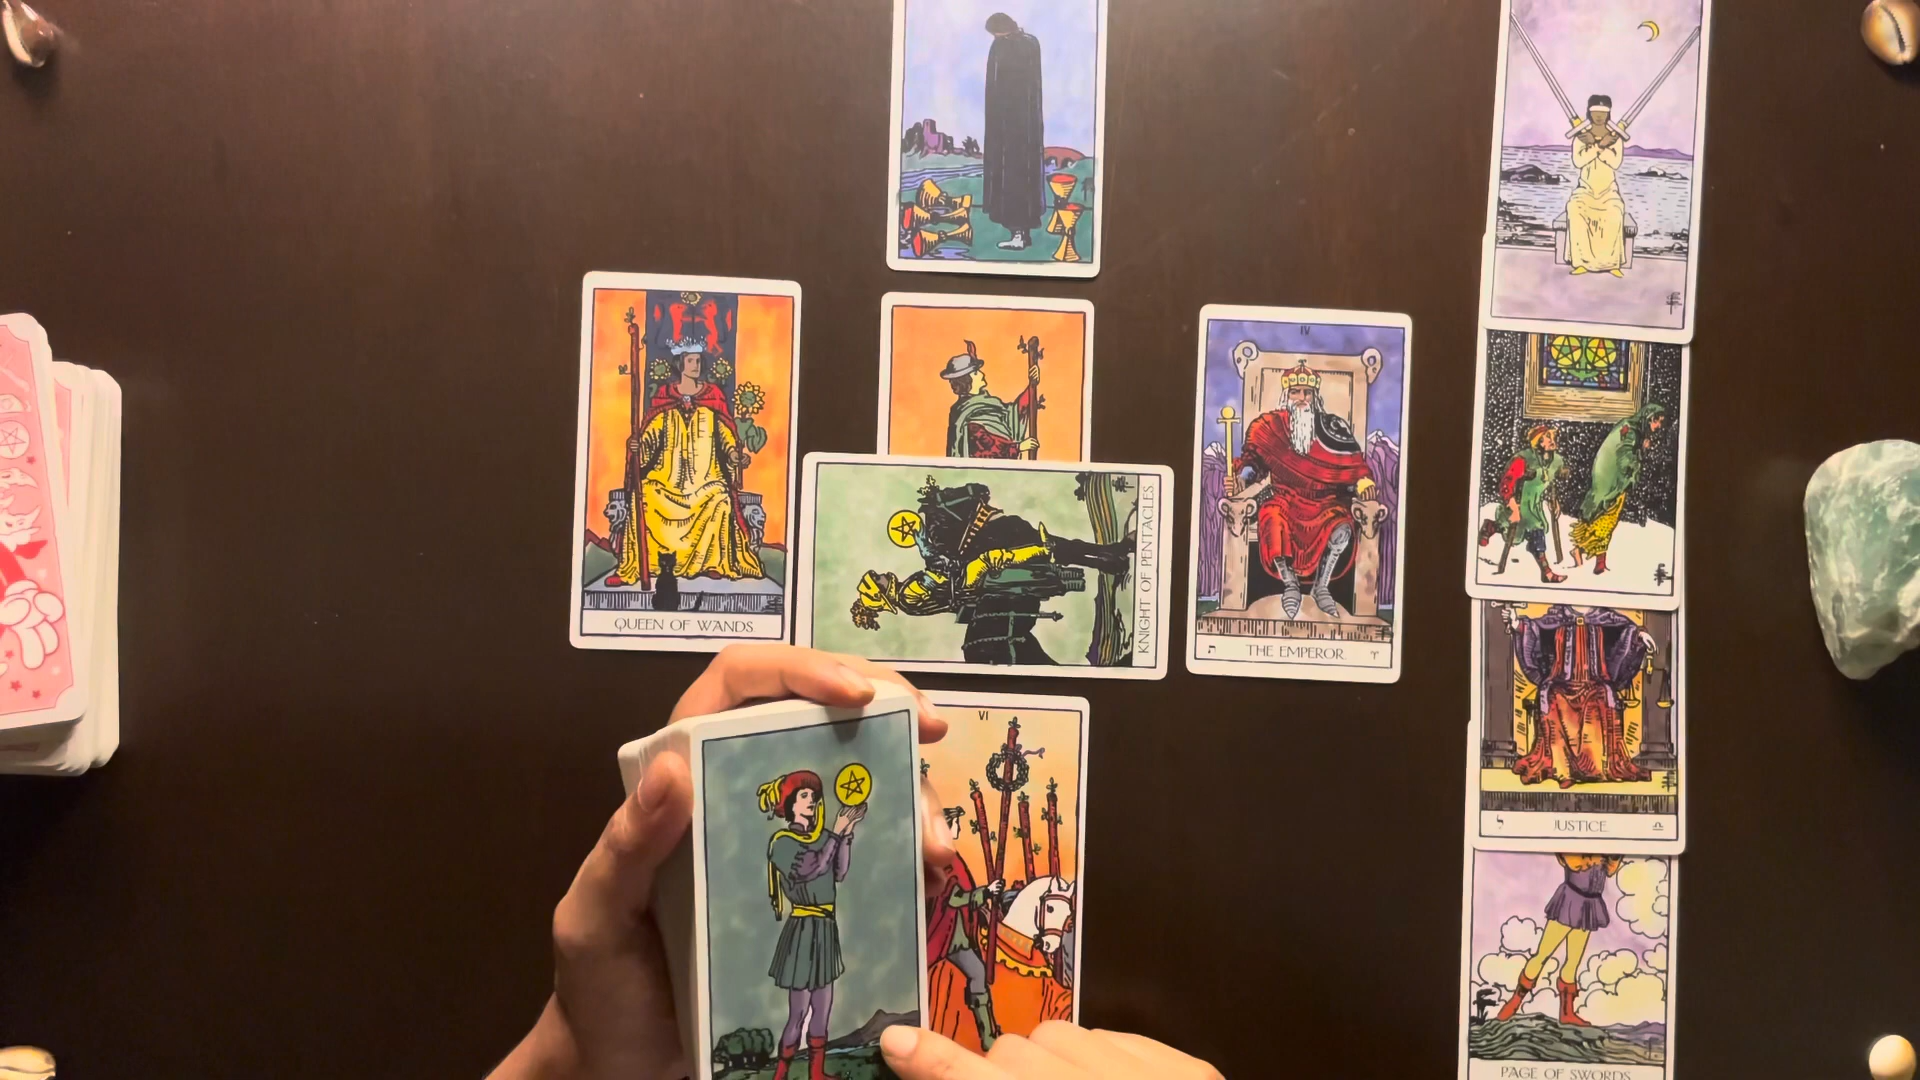 QUEEN OF WANDS.
KNIGHT OF PENTACLES
IV
THE EMPEROR.
VI
JUSTICE.
PAGE OF SWORDS.